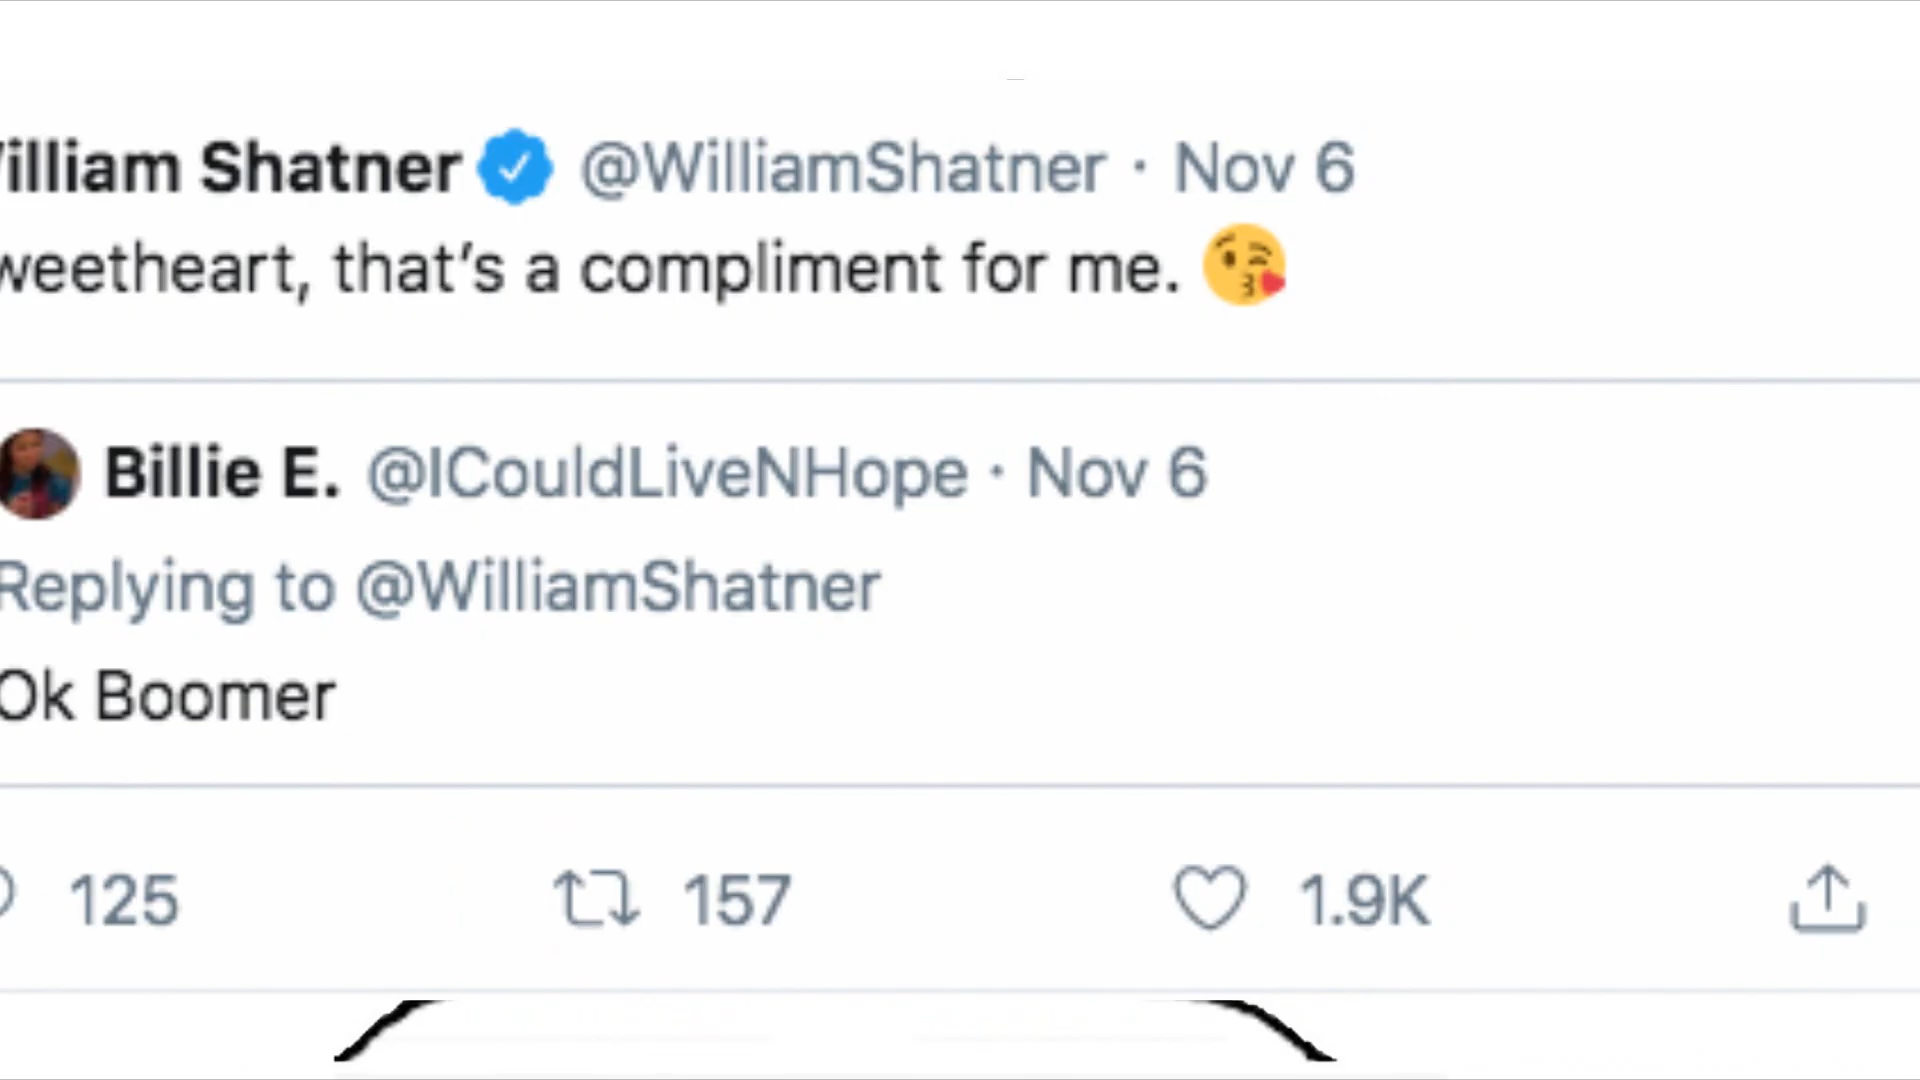 illiam Shatner @WilliamShatner · Nov 6
weetheart, that's a compliment for me. 😘
Billie E. @ICouldLiveNHope · Nov 6
Replying to @WilliamShatner
Ok Boomer
125 157 1.9K